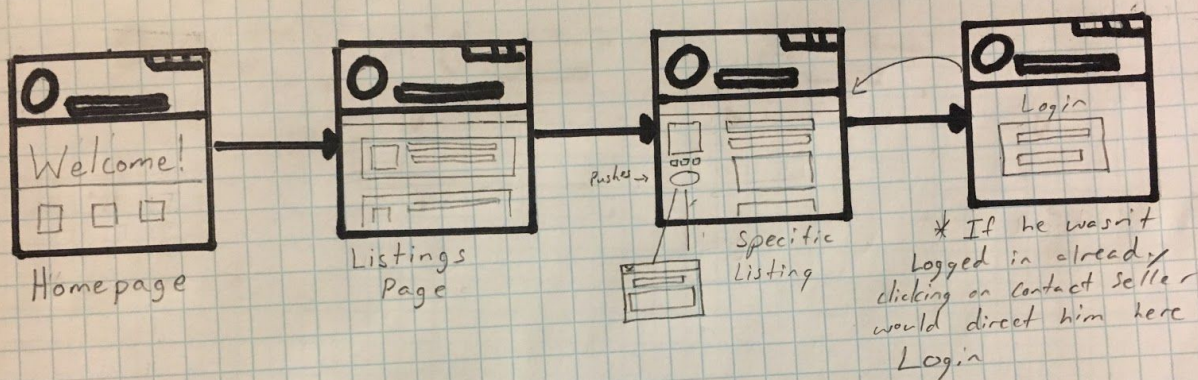 Welcome!
Homepage
Listings
Page
Pushes →
Specific
Listing
Login
* If he wasn't
Logged in already,
clicking on contact seller
would direct him here
Login